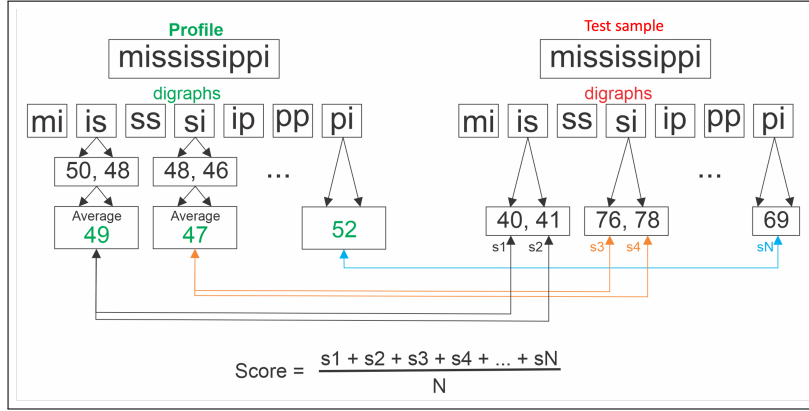 Profile
mississippi
digraphs
mi is ss si ip pp pi
50, 48 48, 46 ...
Average 49
Average 47
52
Test sample
mississippi
digraphs
mi is ss si ip pp pi
...
40, 41 76, 78 69
s1 s2 s3 s4 sN
Score = s1 + s2 + s3 + s4 + ... + sN
N